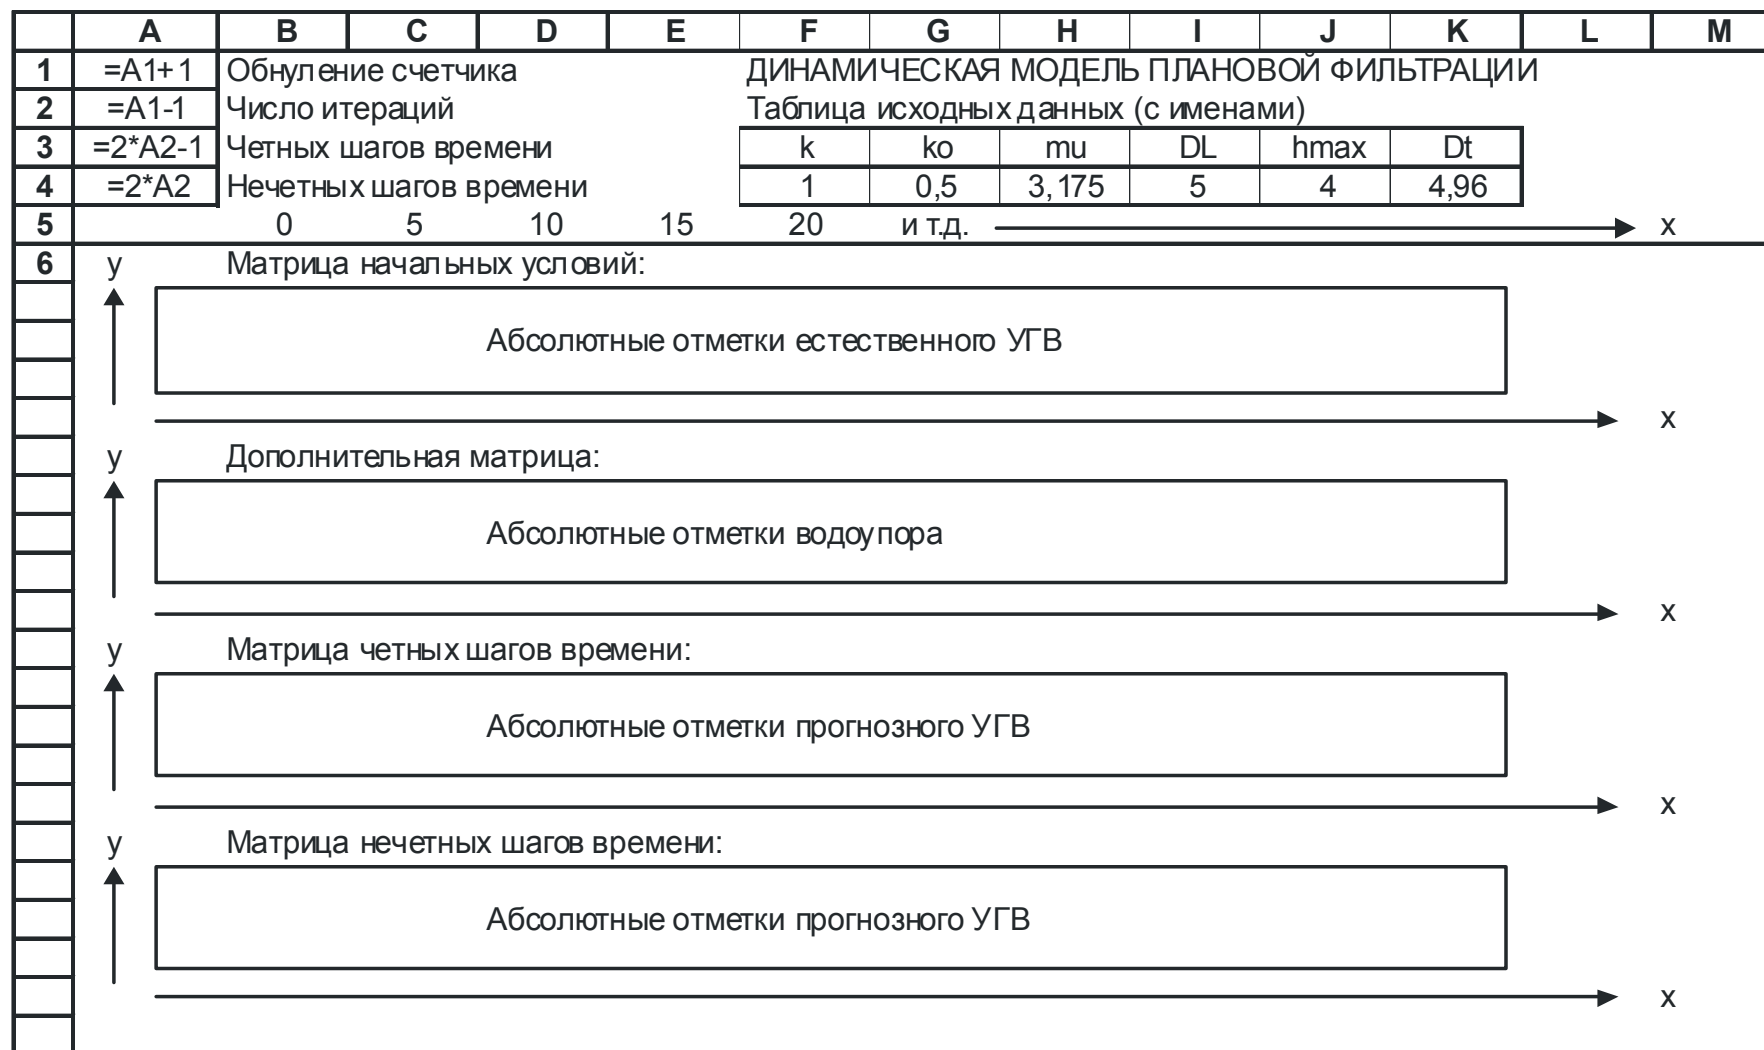 A B C D E F G H I J K L M
1 =A1+1 Обнуление счетчика ДИНАМИЧЕСКАЯ МОДЕЛЬ ПЛАНОВОЙ ФИЛЬТРАЦИИ
2 =A1-1 Число итераций Таблица исходных данных (с именами)
3 =2*A2-1 Четных шагов времени k ko mu DL hmax Dt
4 =2*A2 Нечетных шагов времени 1 0,5 3,175 5 4 4,96
5 0 5 10 15 20 и т.д. x
6 y Матрица начальных условий:
Абсолютные отметки естественного УГВ
x
y Дополнительная матрица:
Абсолютные отметки водоупора
x
y Матрица четных шагов времени:
Абсолютные отметки прогнозного УГВ
x
y Матрица нечетных шагов времени:
Абсолютные отметки прогнозного УГВ
x